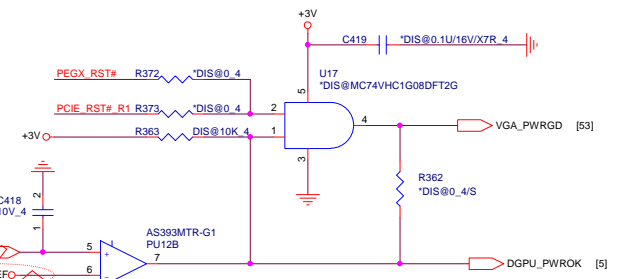 +3V
C419 *DIS@0.1U/16V/X7R_4
U17
*DIS@MC74VHC1G08DFT2G
PEGX_RST# R372 *DIS@0_4
PCIE_RST#_R1 R373 *DIS@0_4
+3V R363 DIS@10K_4
5
2
1
4
3
VGA_PWRGD [53]
R362
*DIS@0_4/S
2
C418
10V_4
1
AS393MTR-G1
PU12B
5
+
7
6
-
EF
DGPU_PWROK [5]